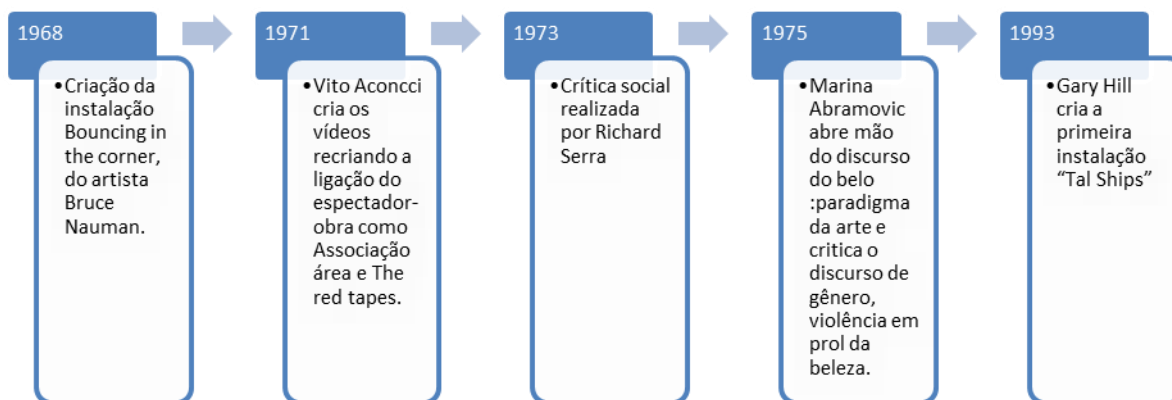 1968
•Criação da
instalação
Bouncing in
the corner,
do artista
Bruce
Nauman.
1971
•Vito Aconcci
cria os
vídeos
recriando a
ligação do
espectador-
obra como
Associação
área e The
red tapes.
1973
•Crítica social
realizada
por Richard
Serra
1975
•Marina
Abramovic
abre mão
do discurso
do belo
:paradigma
da arte e
critica o
discurso de
gênero,
violência em
prol da
beleza.
1993
•Gary Hill
cria a
primeira
instalação
“Tal Ships”